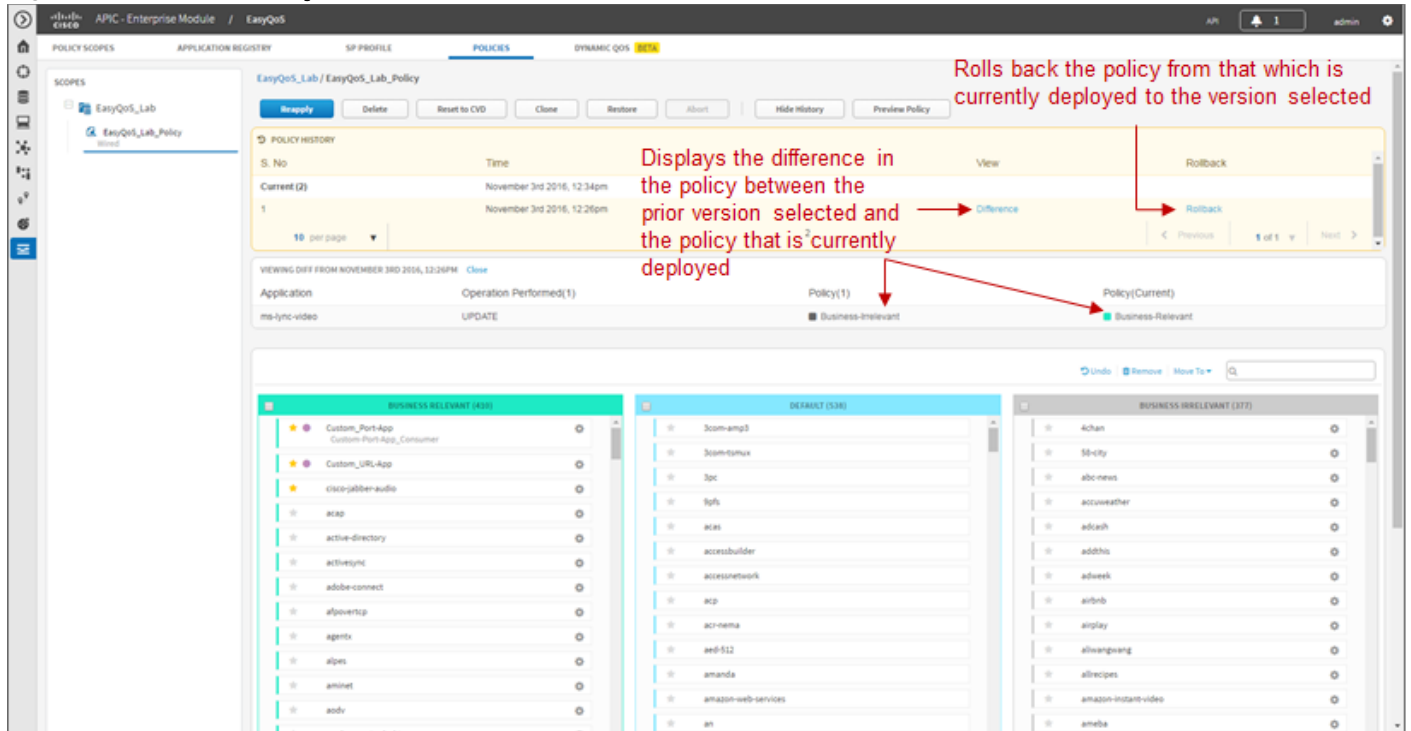 CISCO APIC - Enterprise Module / EasyQoS API 1 admin
POLICY SCOPES APPLICATION REGISTRY SP PROFILE POLICIES DYNAMIC QOS BETA
Rolls back the policy from that which is
currently deployed to the version selected
SCOPES
EasyQoS_Lab
EasyQoS_Lab_Policy
Wired
EasyQoS_Lab / EasyQoS_Lab_Policy
Reapply Delete Reset to CVD Clone Restore Abort Hide History Preview Policy
POLICY HISTORY
S. No Time View Rollback
Current (2) November 3rd 2016, 12:34pm
1 November 3rd 2016, 12:26pm Difference Rollback
10 per page 2 Previous 1 of 1 Next
Displays the difference in
the policy between the
prior version selected and
the policy that is currently
deployed
VIEWING DIFF FROM NOVEMBER 3RD 2016, 12:26PM Close
Application Operation Performed(1) Policy(1) Policy(Current)
ms-lync-video UPDATE Business-Irrelevant Business-Relevant
Undo Remove Move To
BUSINESS RELEVANT (430)
Custom_Port-App
Custom-Port-App_Consumer
Custom_URL-App
cisco-jabber-audio
acap
active-directory
activesync
adobe-connect
afpovertcp
agentx
alpes
aminet
aodv
DEFAULT (538)
3com-amp3
3com-tsmux
3pc
9pfs
acas
accessbuilder
accessnetwork
acp
acr-nema
aed-512
amanda
amazon-web-services
an
BUSINESS IRRELEVANT (377)
4chan
58-city
abc-news
accuweather
adcash
addthis
adweek
airbnb
airplay
aliwangwang
allrecipes
amazon-instant-video
ameba